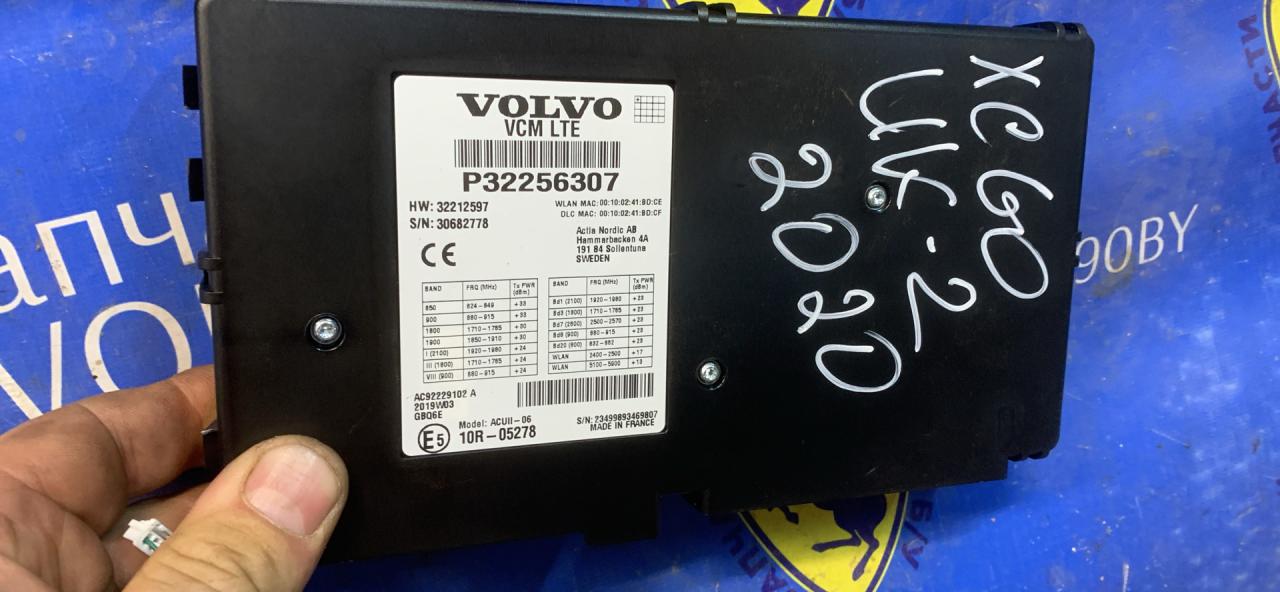 VOLVO
VCM LTE
P32256307
HW: 32212597
S/N: 30682778
WLAN MAC: 00:10:02:41:BD:CE
DLC MAC: 00:10:02:41:BD:CF
CE
Actia Nordic AB
Hammarbacken 4A
191 84 Sollentuna
SWEDEN
BAND FRQ (MHz) Tx PWR (dBm)
850 824-849 +33
900 880-915 +33
1800 1710-1785 +30
1900 1850-1910 +30
I (2100) 1920-1980 +24
III (1800) 1710-1785 +24
VIII (900) 880-915 +24
BAND FRQ (MHz) Tx PWR (dBm)
Bd1 (2100) 1920-1980 +23
Bd3 (1800) 1710-1785 +23
Bd7 (2600) 2500-2570 +23
Bd8 (900) 880-915 +23
Bd20 (800) 832-862 +23
WLAN 2400-2500 +17
WLAN 5100-5900 +13
AC92229102 A
2019W03
GBQ6E
Model: ACUII-06
E5 10R-05278
S/N: 23499893469807
MADE IN FRANCE
XC60
UK-2
2020
апч
VO
90BY